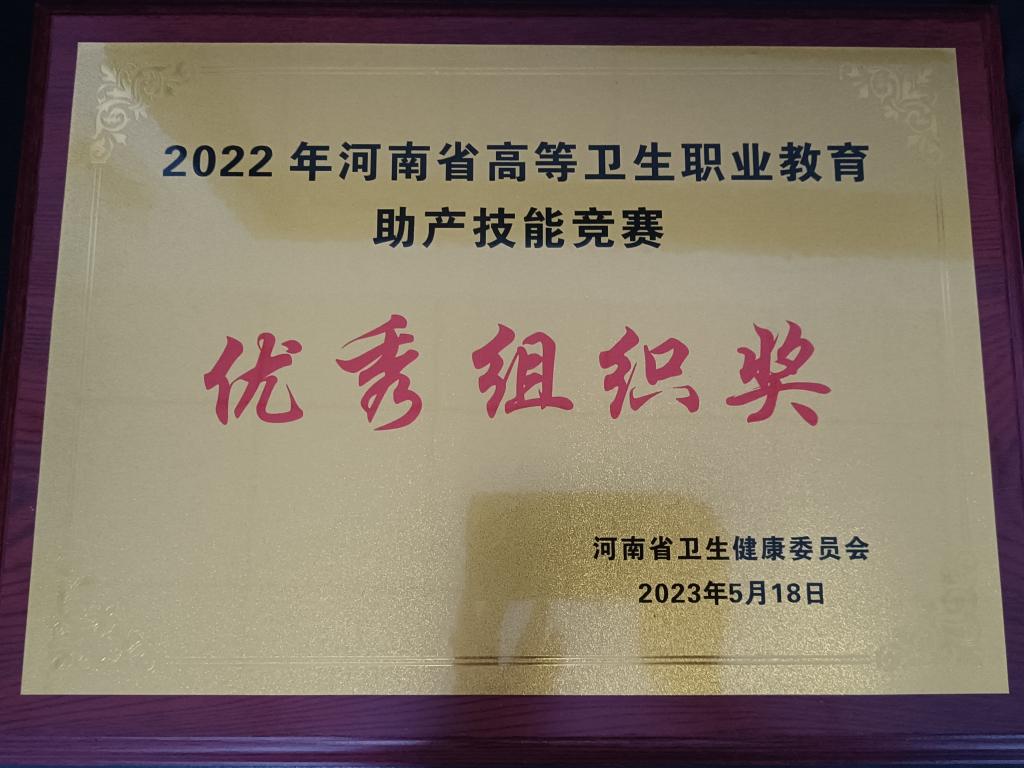 2022年河南省高等卫生职业教育
助产技能竞赛
优秀组织奖
河南省卫生健康委员会
2023年5月18日